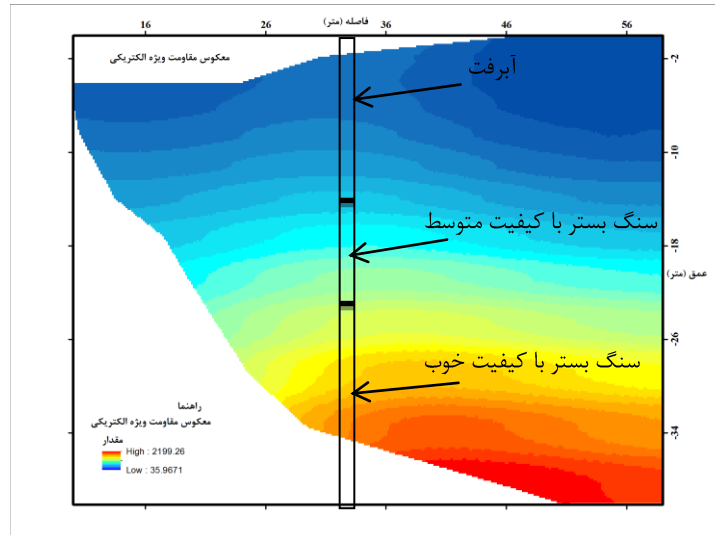 فاصله (متر)
16 26 36 46 56
معکوس مقاومت ویژه الکتریکی
آبرفت
-2
-10
سنگ بستر با کیفیت متوسط
-18
عمق (متر)
-26
سنگ بستر با کیفیت خوب
-34
راهنما
معکوس مقاومت ویژه الکتریکی
مقدار
High : 2199.26
Low : 35.9671